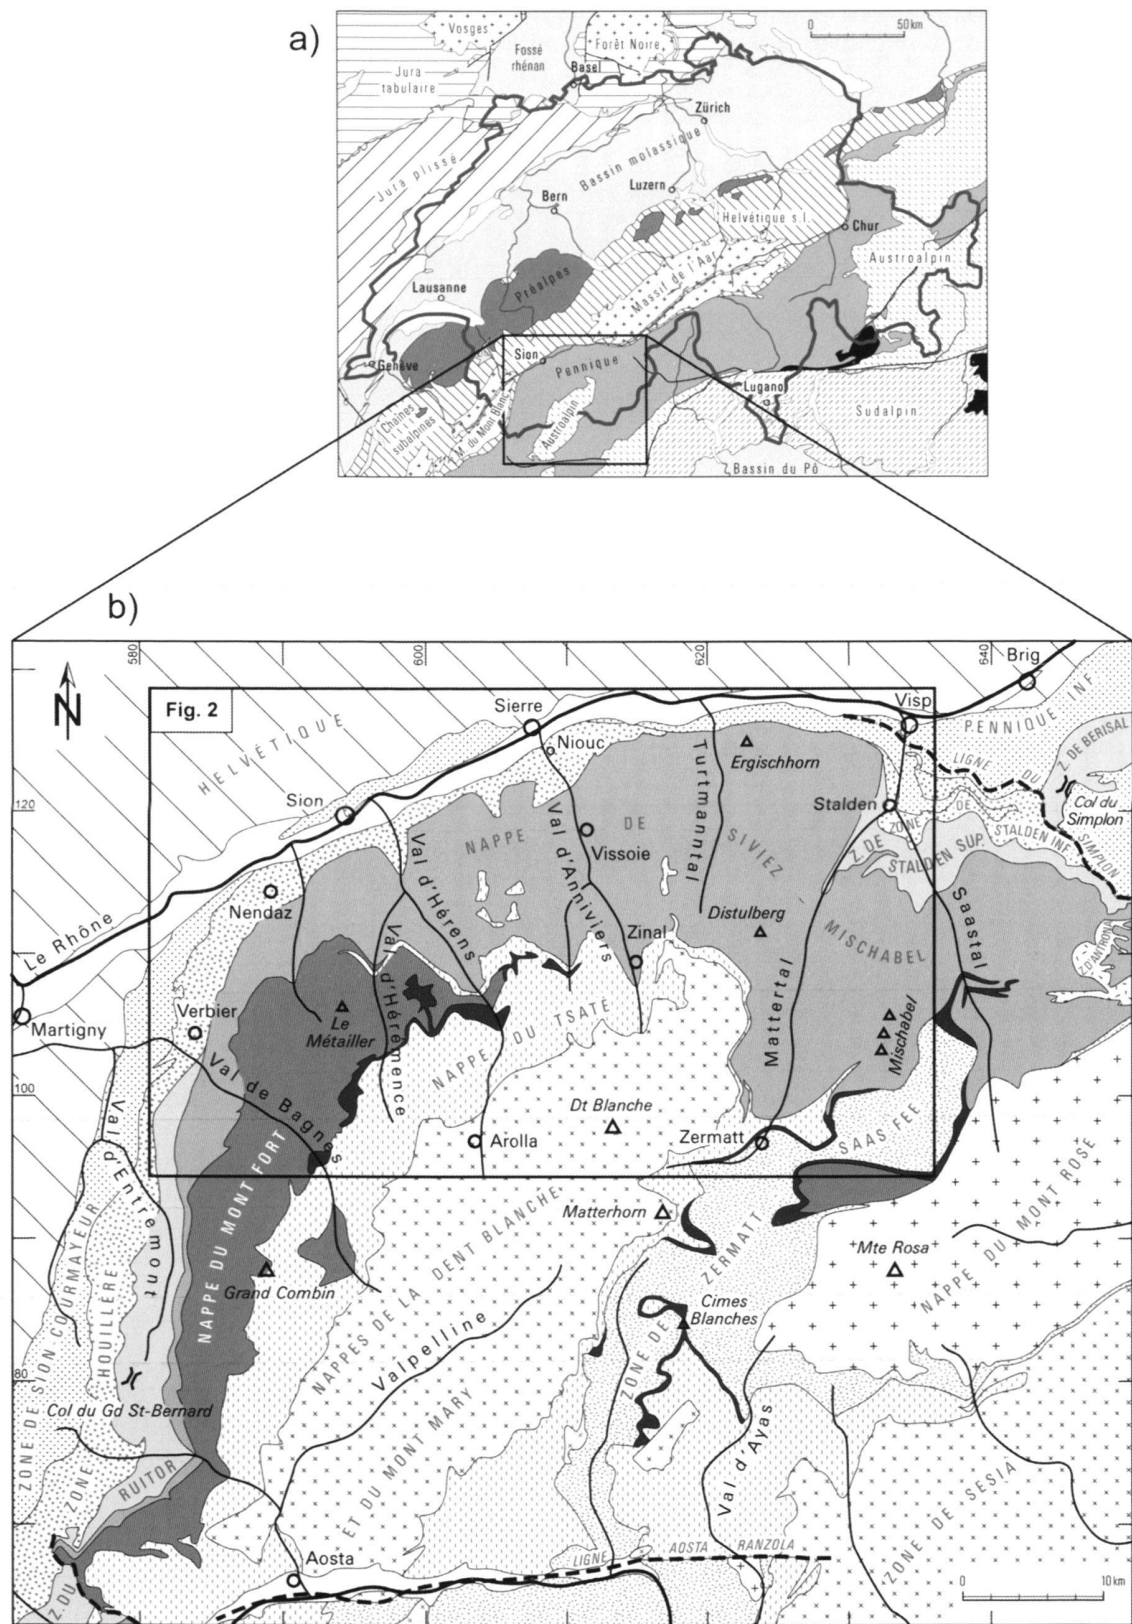 a)
0 50 km
Vosges
Fossé
rhénan
Forêt Noire
Basel
Jura
tabulaire
Zürich
Jura plissé
Bassin molassique
Bern
Luzern
Helvétique s.l.
Chur
Massif de l'Aar
Austroalpin
Lausanne
Préalpes
Genève
Sion
Pennique
Lugano
Sudalpin
Chaînes
subalpines
M. du Mont Blanc
Austroalpin
Bassin du Pô
b)
580
600
620
640
Brig
N
Fig. 2
Sierre
Visp
PENNIQUE INF
HELVÉTIQUE
Niouc
Turtmanntal
Ergischhorn
LIGNE DU SIMPLON
Z. DE BERISAL
Col du
Simplon
120
Sion
Stalden
Val d'Hérens
NAPPE DE SIVIEZ MISCHABEL
Val d'Anniviers
Vissoie
Z. DE STALDEN SUP.
ZONE DE STALDEN INF.
Nendaz
Distulberg
Saastal
Zinal
Z. D'ANTRONA
Le Rhône
Val d'Hérémence
Mattertal
Martigny
Verbier
Le
Métailler
Mischabel
NAPPE DU TSATÉ
Val de Bagnes
100
Dt Blanche
Arolla
Zermatt
Val d'Entremont
NAPPE DU MONT FORT
Matterhorn
ZONE DE ZERMATT SAAS FEE
Mte Rosa
NAPPE DU MONT ROSE
Grand Combin
Cimes
Blanches
ZONE DE SION COURMAYEUR
ZONE HOUILLÈRE
NAPPES DE LA DENT BLANCHE
ET DU MONT MARY
Valpelline
80
Col du Gd St-Bernard
RUITOR
Z. DU
Val d'Ayas
ZONE DE SESIA
Aosta
LIGNE AOSTA RANZOLA
0 10 km